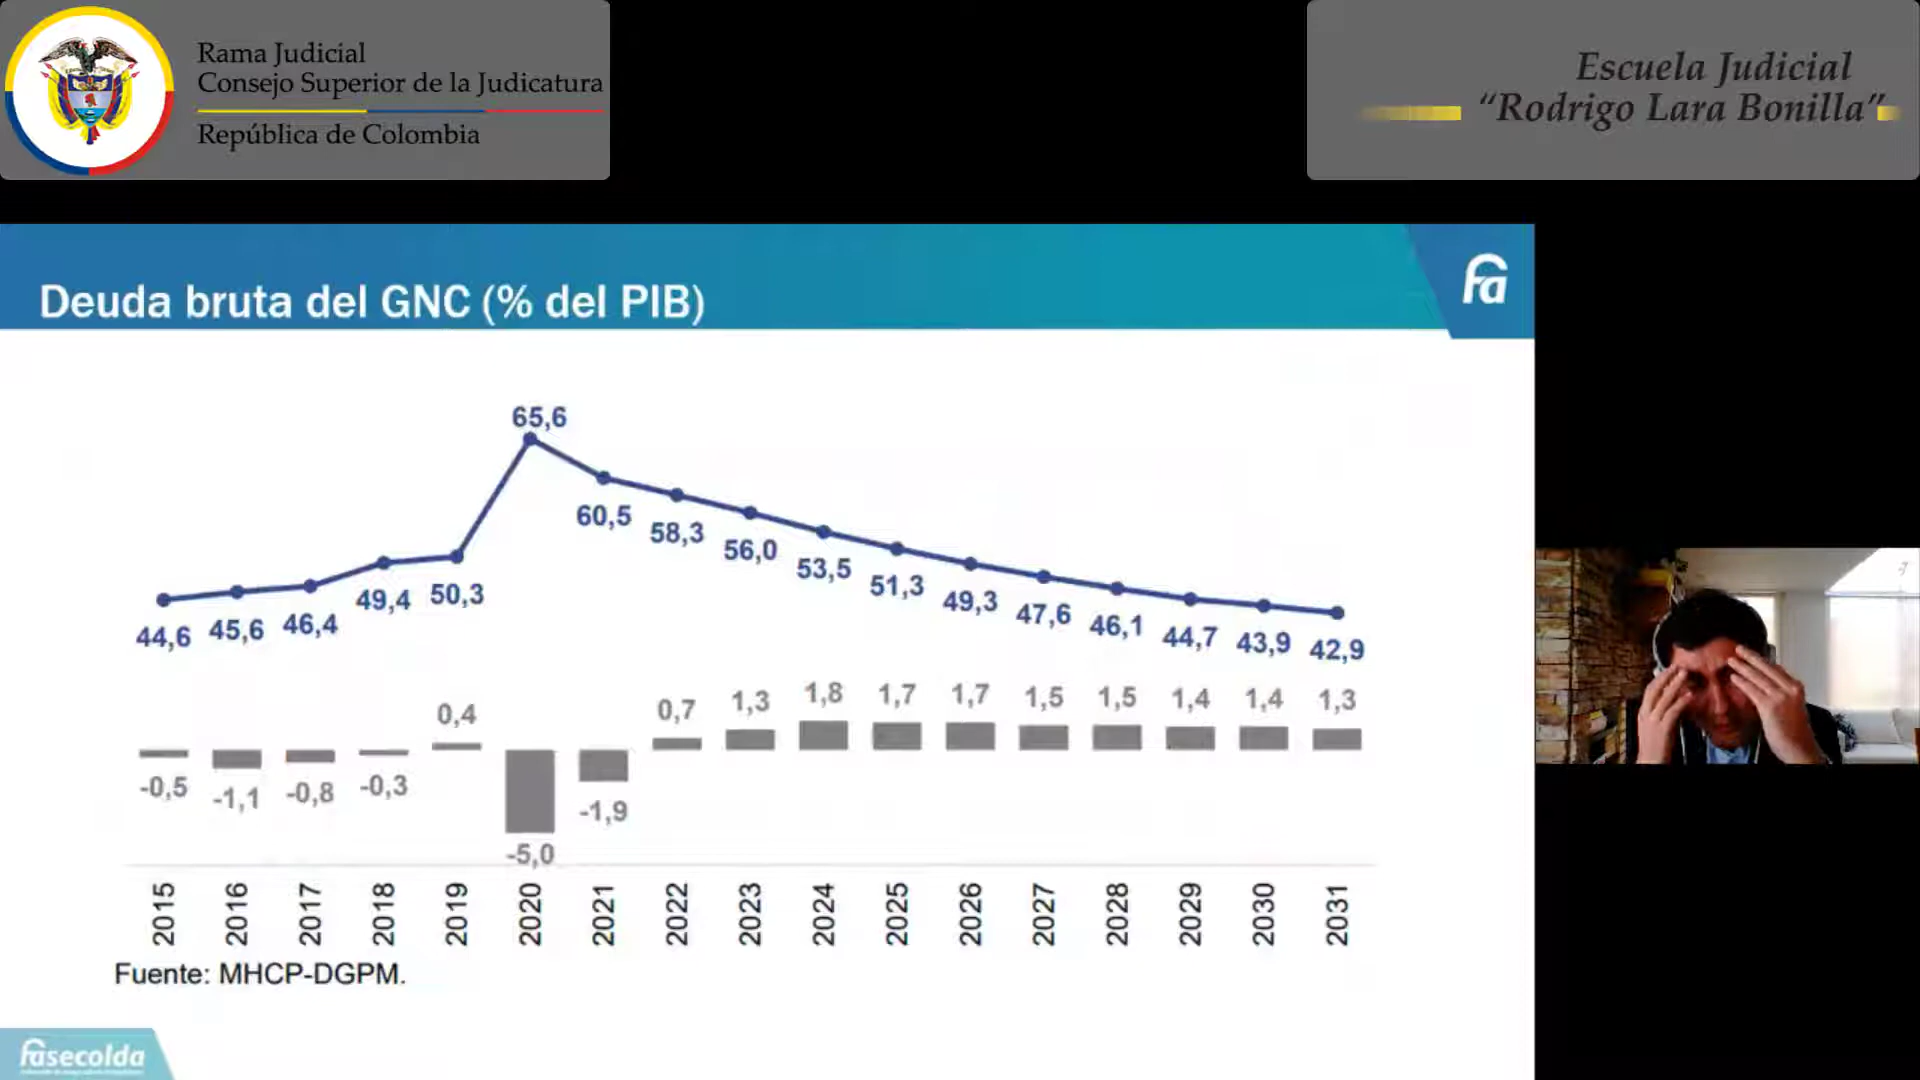 Rama Judicial
Consejo Superior de la Judicatura
República de Colombia
Escuela Judicial
“Rodrigo Lara Bonilla”
Deuda bruta del GNC (% del PIB)
fa
65,6
60,5 58,3 56,0 53,5 51,3 49,3 47,6 46,1 44,7 43,9 42,9
44,6 45,6 46,4 49,4 50,3
0,4 0,7 1,3 1,8 1,7 1,7 1,5 1,5 1,4 1,4 1,3
-0,5 -1,1 -0,8 -0,3 -5,0 -1,9
2015 2016 2017 2018 2019 2020 2021 2022 2023 2024 2025 2026 2027 2028 2029 2030 2031
Fuente: MHCP-DGPM.
fasecolda